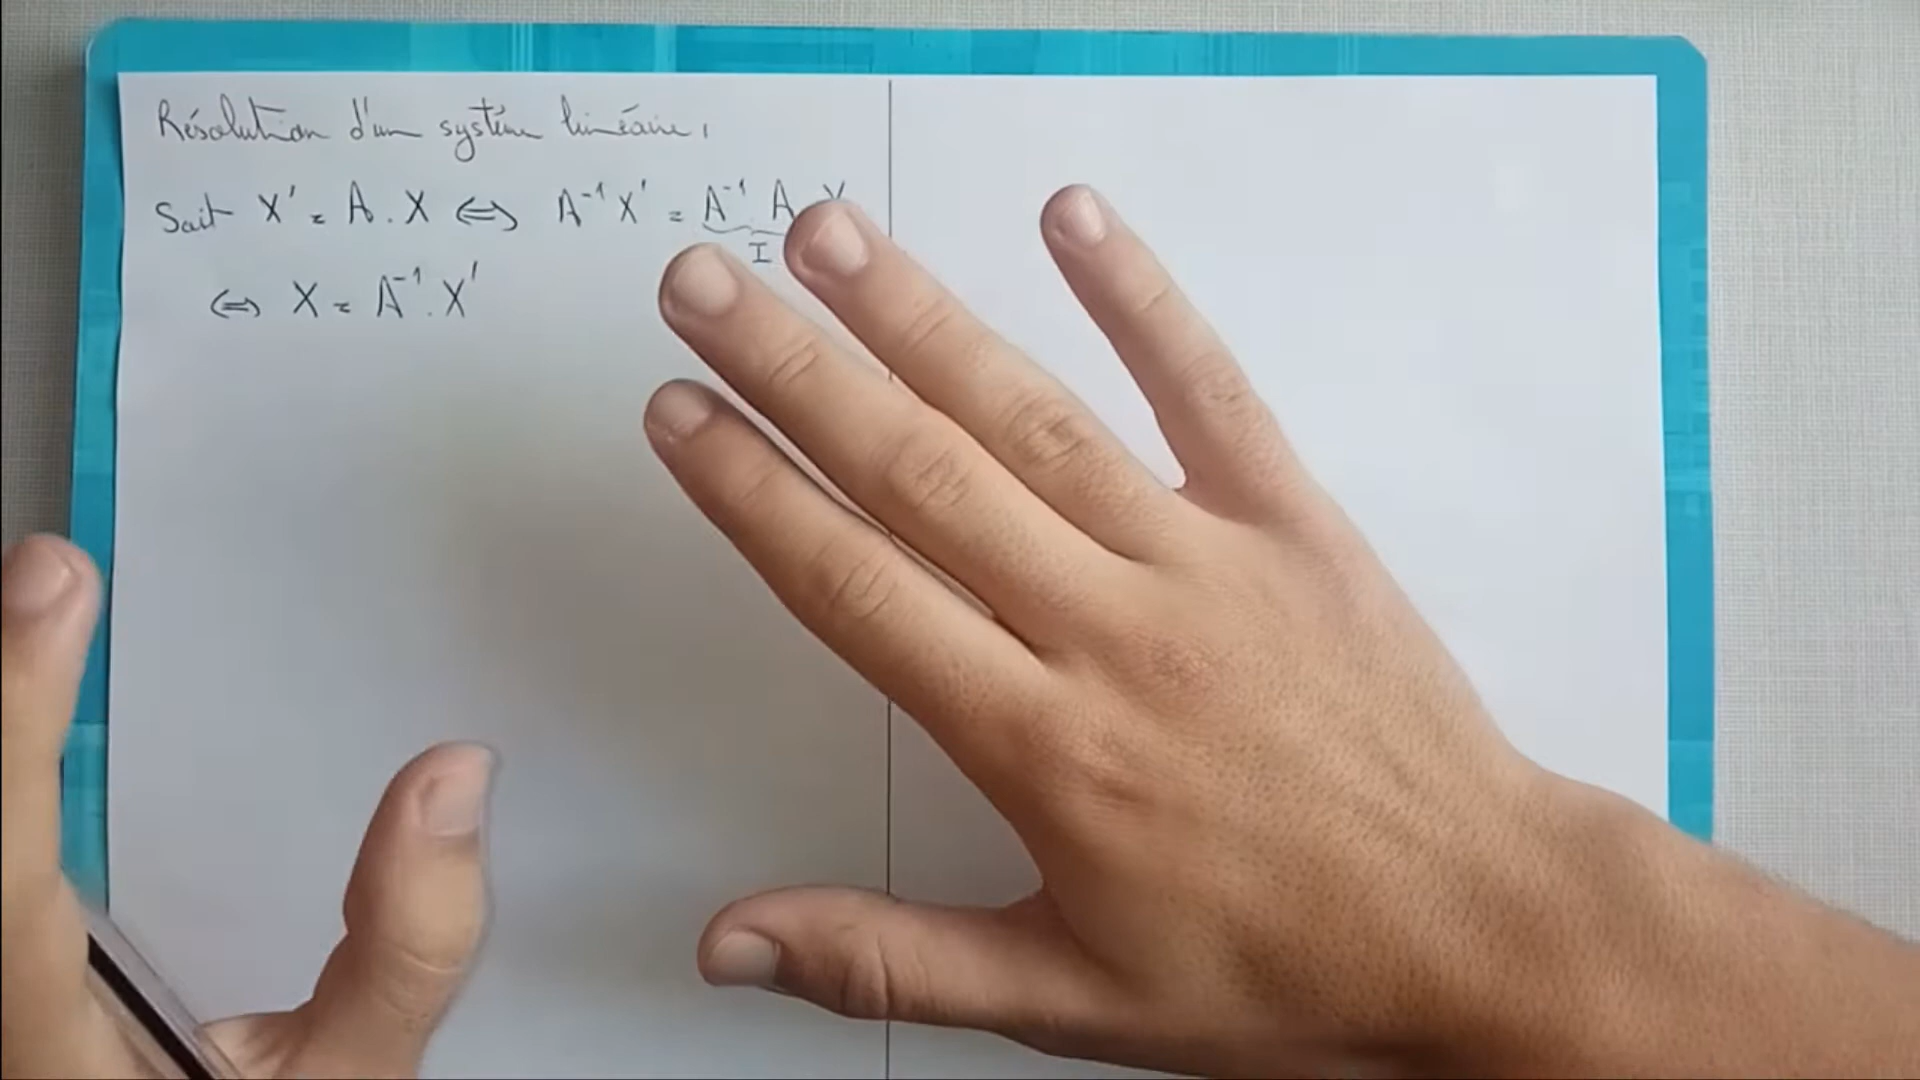 Résolution d'un système linéaire,
Soit X' = A . X ⟺ A⁻¹ X' = A⁻¹ A X
I
⟺ X = A⁻¹ . X'